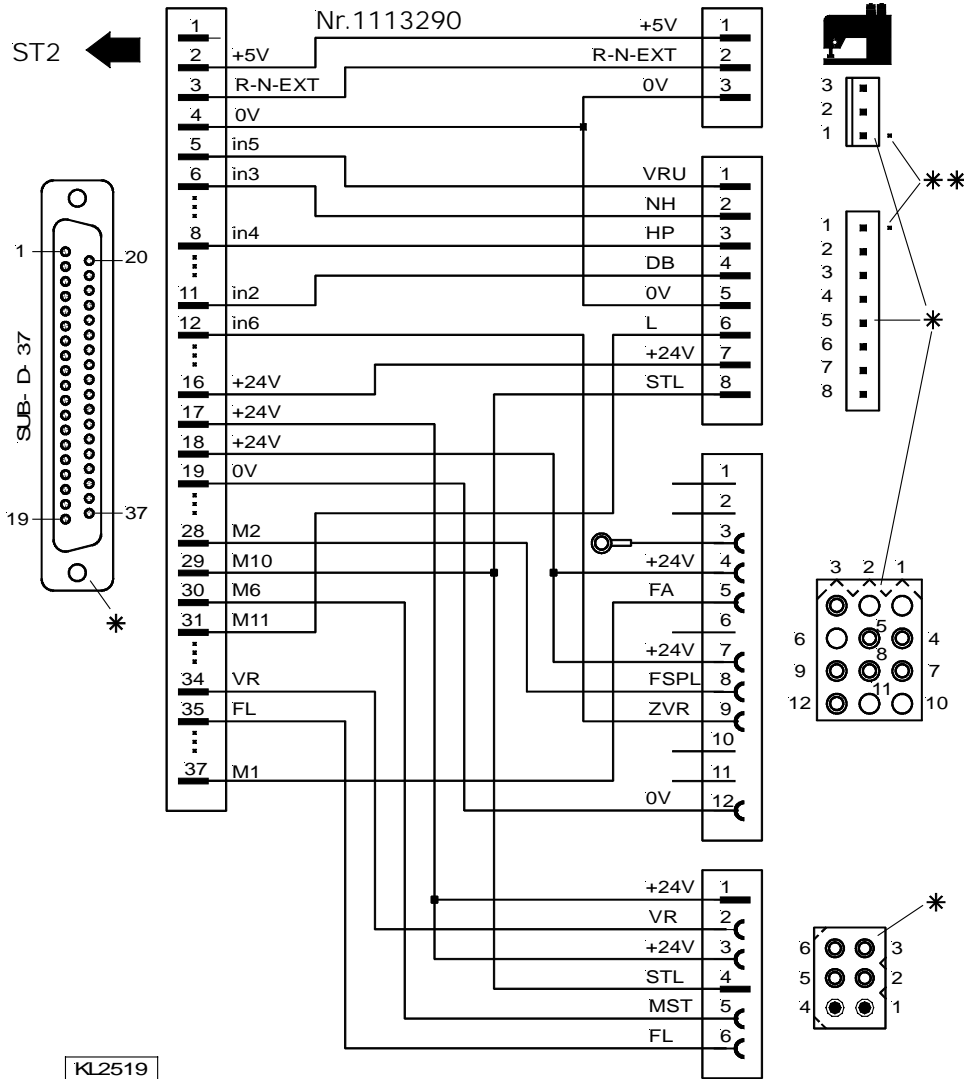 ST2
Nr.1113290
1
2 +5V
3 R-N-EXT
4 0V
5 in5
6 in3
8 in4
11 in2
12 in6
16 +24V
17 +24V
18 +24V
19 0V
28 M2
29 M10
30 M6
31 M11
34 VR
35 FL
37 M1
+5V 1
R-N-EXT 2
0V 3
VRU 1
NH 2
HP 3
DB 4
0V 5
L 6
+24V 7
STL 8
1
2
3
+24V 4
FA 5
6
+24V 7
FSPL 8
ZVR 9
10
11
0V 12
+24V 1
VR 2
+24V 3
STL 4
MST 5
FL 6
1 20
SUB-D-37
19 37
*
3
2
1
**
1
2
3
4
5
6
7
8
*
3 2 1
6 5 4
9 8 7
12 11 10
*
6 3
5 2
4 1
KL2519